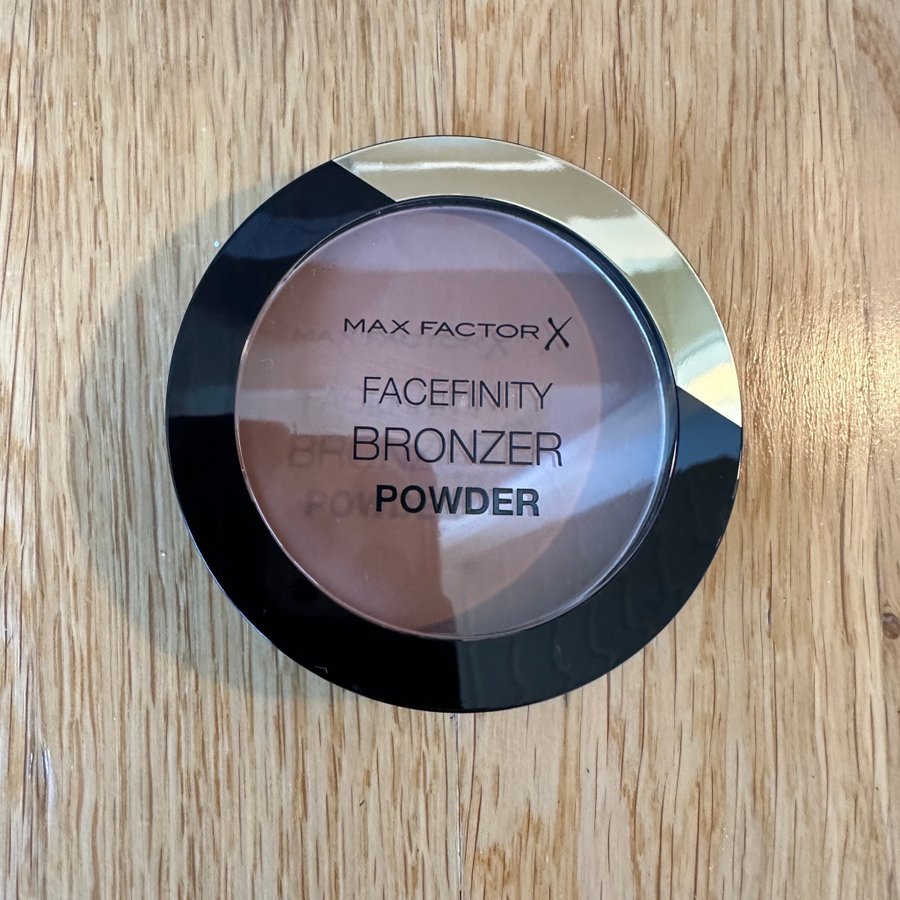 MAX FACTOR X
FACEFINITY
BRONZER
POWDER